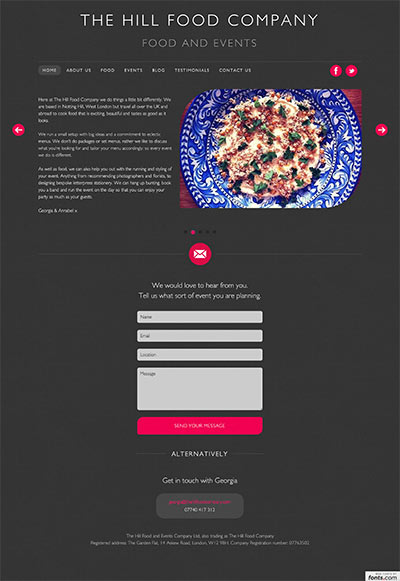 THE HILL FOOD COMPANY
FOOD AND EVENTS
HOME ABOUT US FOOD EVENTS BLOG TESTIMONIALS CONTACT US
Here at The Hill Food Company we do things a little bit differently. We
are based in Notting Hill, West London but travel all over the UK and
abroad to cook food that is exciting, beautiful and tastes as good as it
looks.
We run a small setup with big ideas and a commitment to eclectic
menus. We don't do packages or set menus, rather we like to discuss
what you're looking for and tailor your menu accordingly, so every event
we do is different.
As well as food, we can also help you out with the running and styling of
your event. Anything from recommending photographers and florists, to
designing bespoke letterpress stationery. We can hang up bunting, book
you a band and run the event on the day so that you can enjoy your
party as much as your guests.
Georgia & Annabel x
We would love to hear from you.
Tell us what sort of event you are planning.
Name
Email
Location
Message
SEND YOUR MESSAGE
ALTERNATIVELY
Get in touch with Georgia
07740 417 312
The Hill Food and Events Company Ltd, also trading as The Hill Food Company
Registered address: The Garden Flat, 14 Askew Road, London, W12 9BH. Company Registration number: 07763502
fonts.com